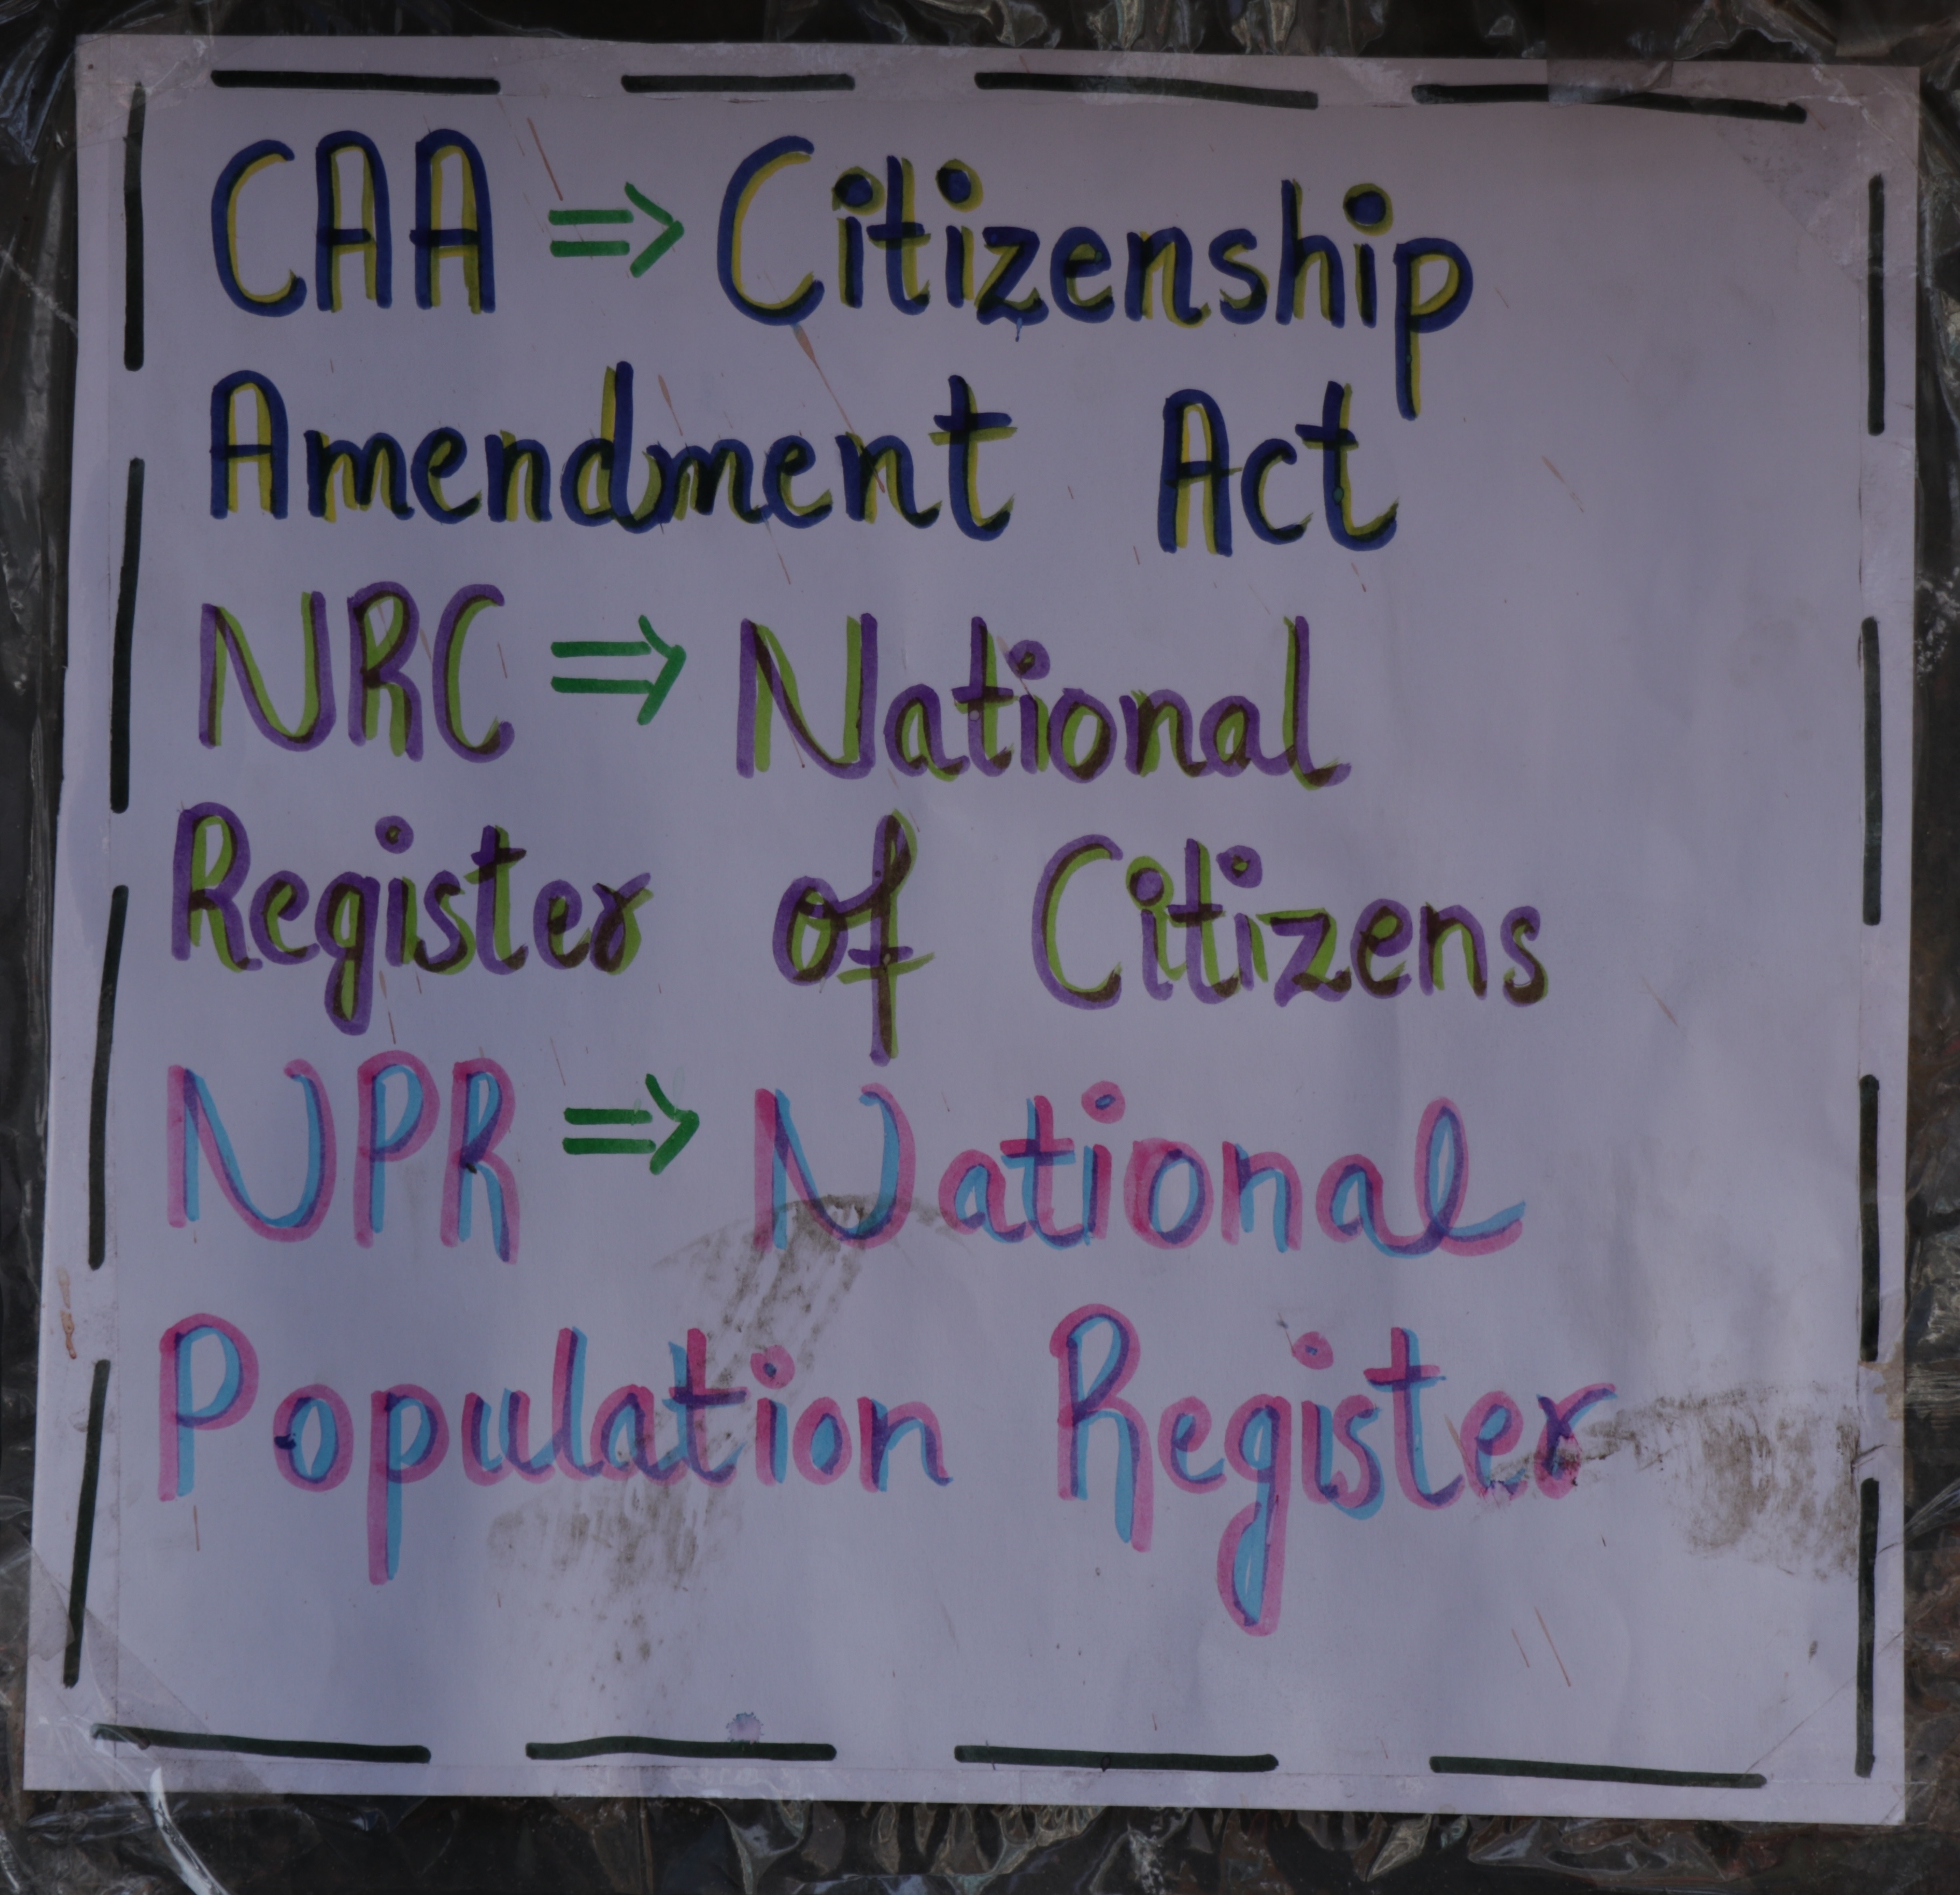 CAA ⇒ Citizenship
Amendment Act
NRC ⇒ National
Register of Citizens
NPR ⇒ National
Population Register